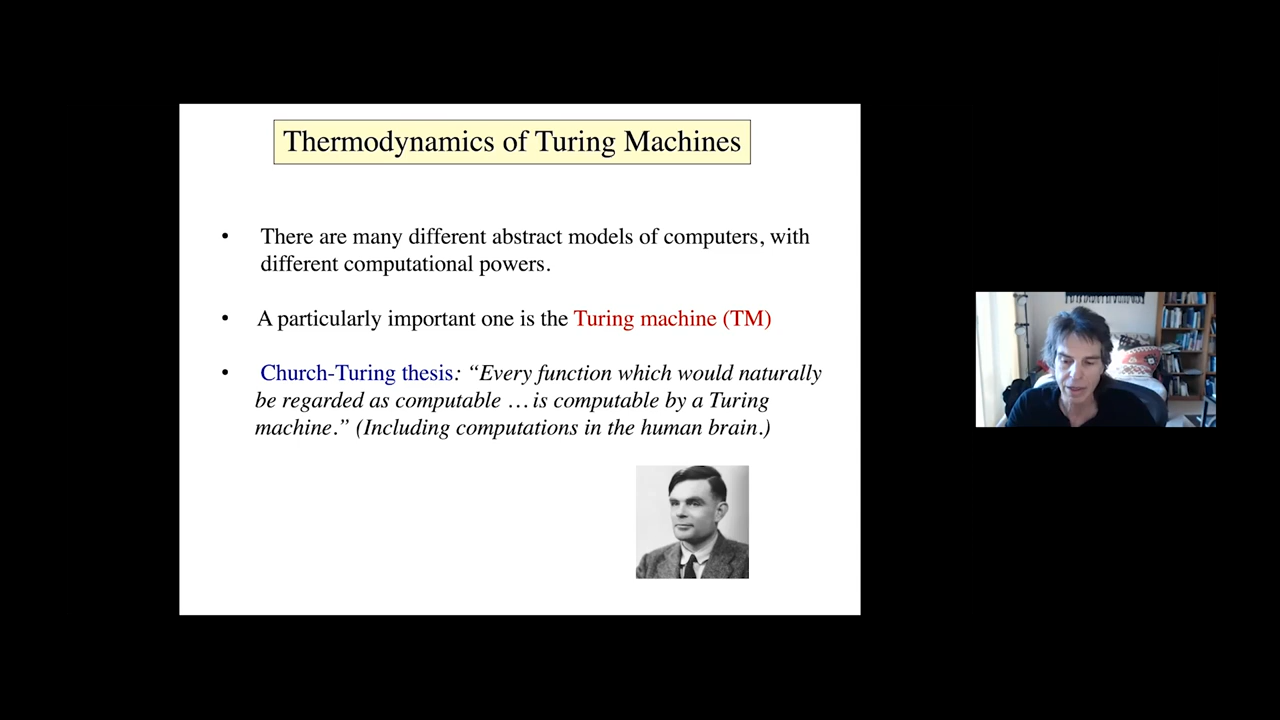 Thermodynamics of Turing Machines
• There are many different abstract models of computers, with
different computational powers.
• A particularly important one is the Turing machine (TM)
• Church-Turing thesis: “Every function which would naturally
be regarded as computable … is computable by a Turing
machine.” (Including computations in the human brain.)